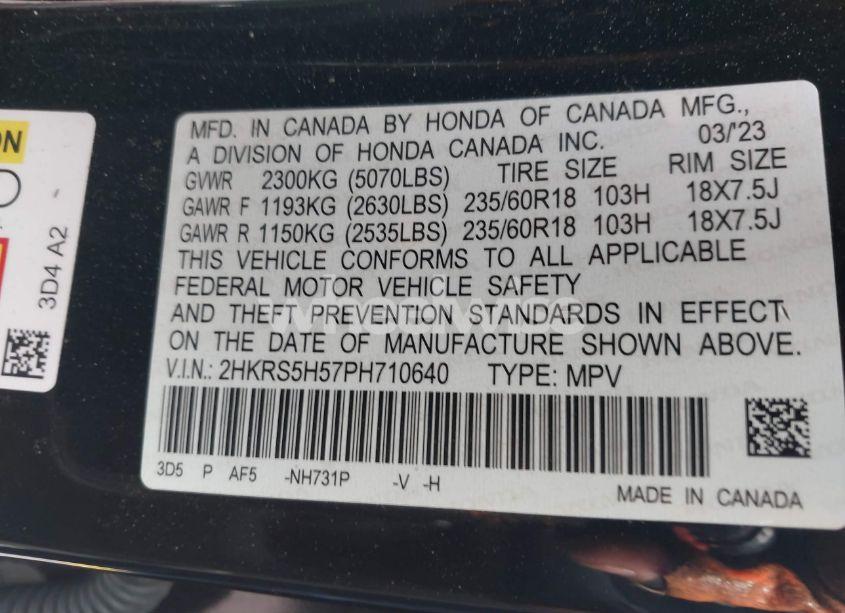 ON
3D4 A2 -
MFD. IN CANADA BY HONDA OF CANADA MFG.,
A DIVISION OF HONDA CANADA INC. 03/'23
GVWR 2300KG (5070LBS) TIRE SIZE RIM SIZE
GAWR F 1193KG (2630LBS) 235/60R18 103H 18X7.5J
GAWR R 1150KG (2535LBS) 235/60R18 103H 18X7.5J
THIS VEHICLE CONFORMS TO ALL APPLICABLE
FEDERAL MOTOR VEHICLE SAFETY
AND THEFT PREVENTION STANDARDS IN EFFECT
ON THE DATE OF MANUFACTURE SHOWN ABOVE.
V.I.N.: 2HKRS5H57PH710640 TYPE: MPV
3D5 P AF5 -NH731P -V -H
MADE IN CANADA